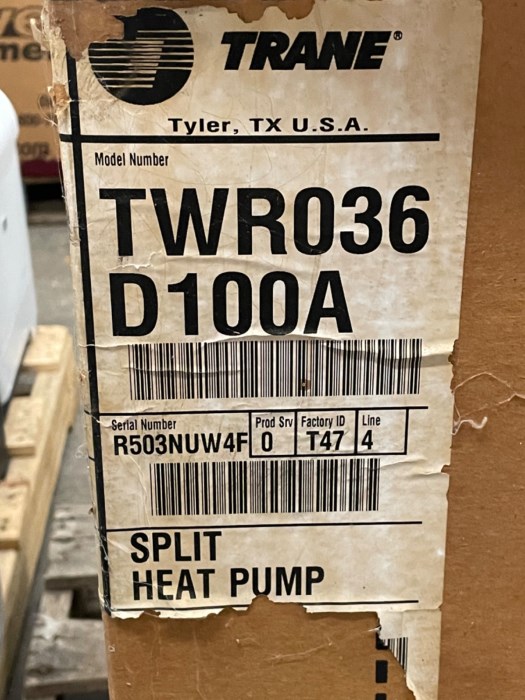 TRANE®
Tyler, TX U.S.A.
Model Number
TWR036
D100A
Serial Number Prod Srv Factory ID Line
R503NUW4F 0 T47 4
SPLIT
HEAT PUMP